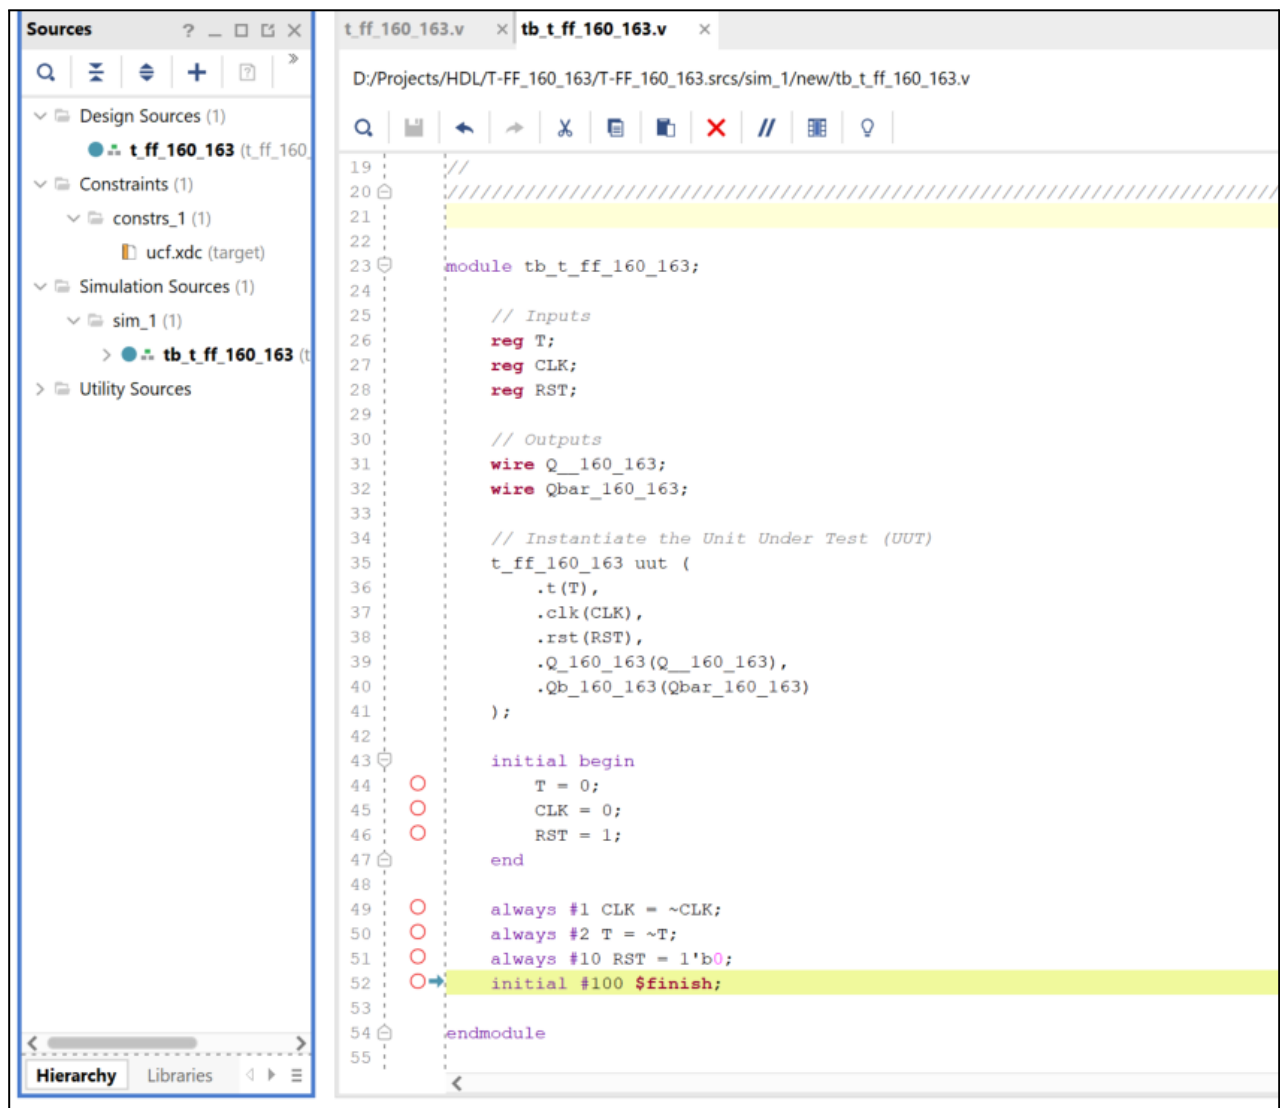 Sources ?
Design Sources (1)
t_ff_160_163 (t_ff_160_
Constraints (1)
constrs_1 (1)
ucf.xdc (target)
Simulation Sources (1)
sim_1 (1)
tb_t_ff_160_163 (t
Utility Sources
Hierarchy Libraries
t_ff_160_163.v × tb_t_ff_160_163.v ×
D:/Projects/HDL/T-FF_160_163/T-FF_160_163.srcs/sim_1/new/tb_t_ff_160_163.v
19 //
20 ////////////////////////////////////////////////////////////////////////
21
22
23 module tb_t_ff_160_163;
24
25 // Inputs
26 reg T;
27 reg CLK;
28 reg RST;
29
30 // Outputs
31 wire Q__160_163;
32 wire Qbar_160_163;
33
34 // Instantiate the Unit Under Test (UUT)
35 t_ff_160_163 uut (
36 .t(T),
37 .clk(CLK),
38 .rst(RST),
39 .Q_160_163(Q__160_163),
40 .Qb_160_163(Qbar_160_163)
41 );
42
43 initial begin
44 T = 0;
45 CLK = 0;
46 RST = 1;
47 end
48
49 always #1 CLK = ~CLK;
50 always #2 T = ~T;
51 always #10 RST = 1'b0;
52 initial #100 $finish;
53
54 endmodule
55